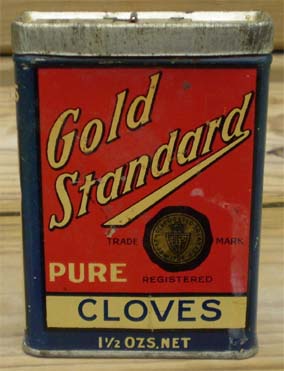 Gold
Standard
TRADE MARK
PURE
REGISTERED
CLOVES
1½ OZS. NET